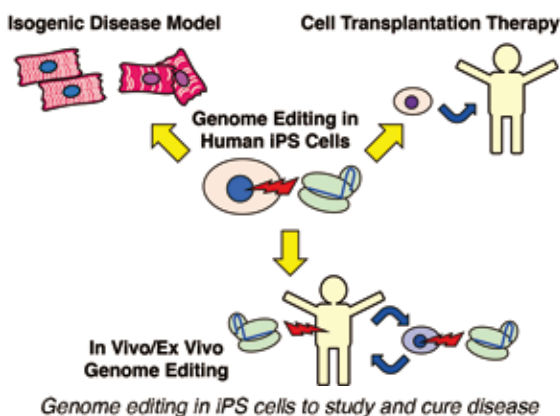 Isogenic Disease Model
Cell Transplantation Therapy
Genome Editing in
Human iPS Cells
In Vivo/Ex Vivo
Genome Editing
Genome editing in iPS cells to study and cure disease